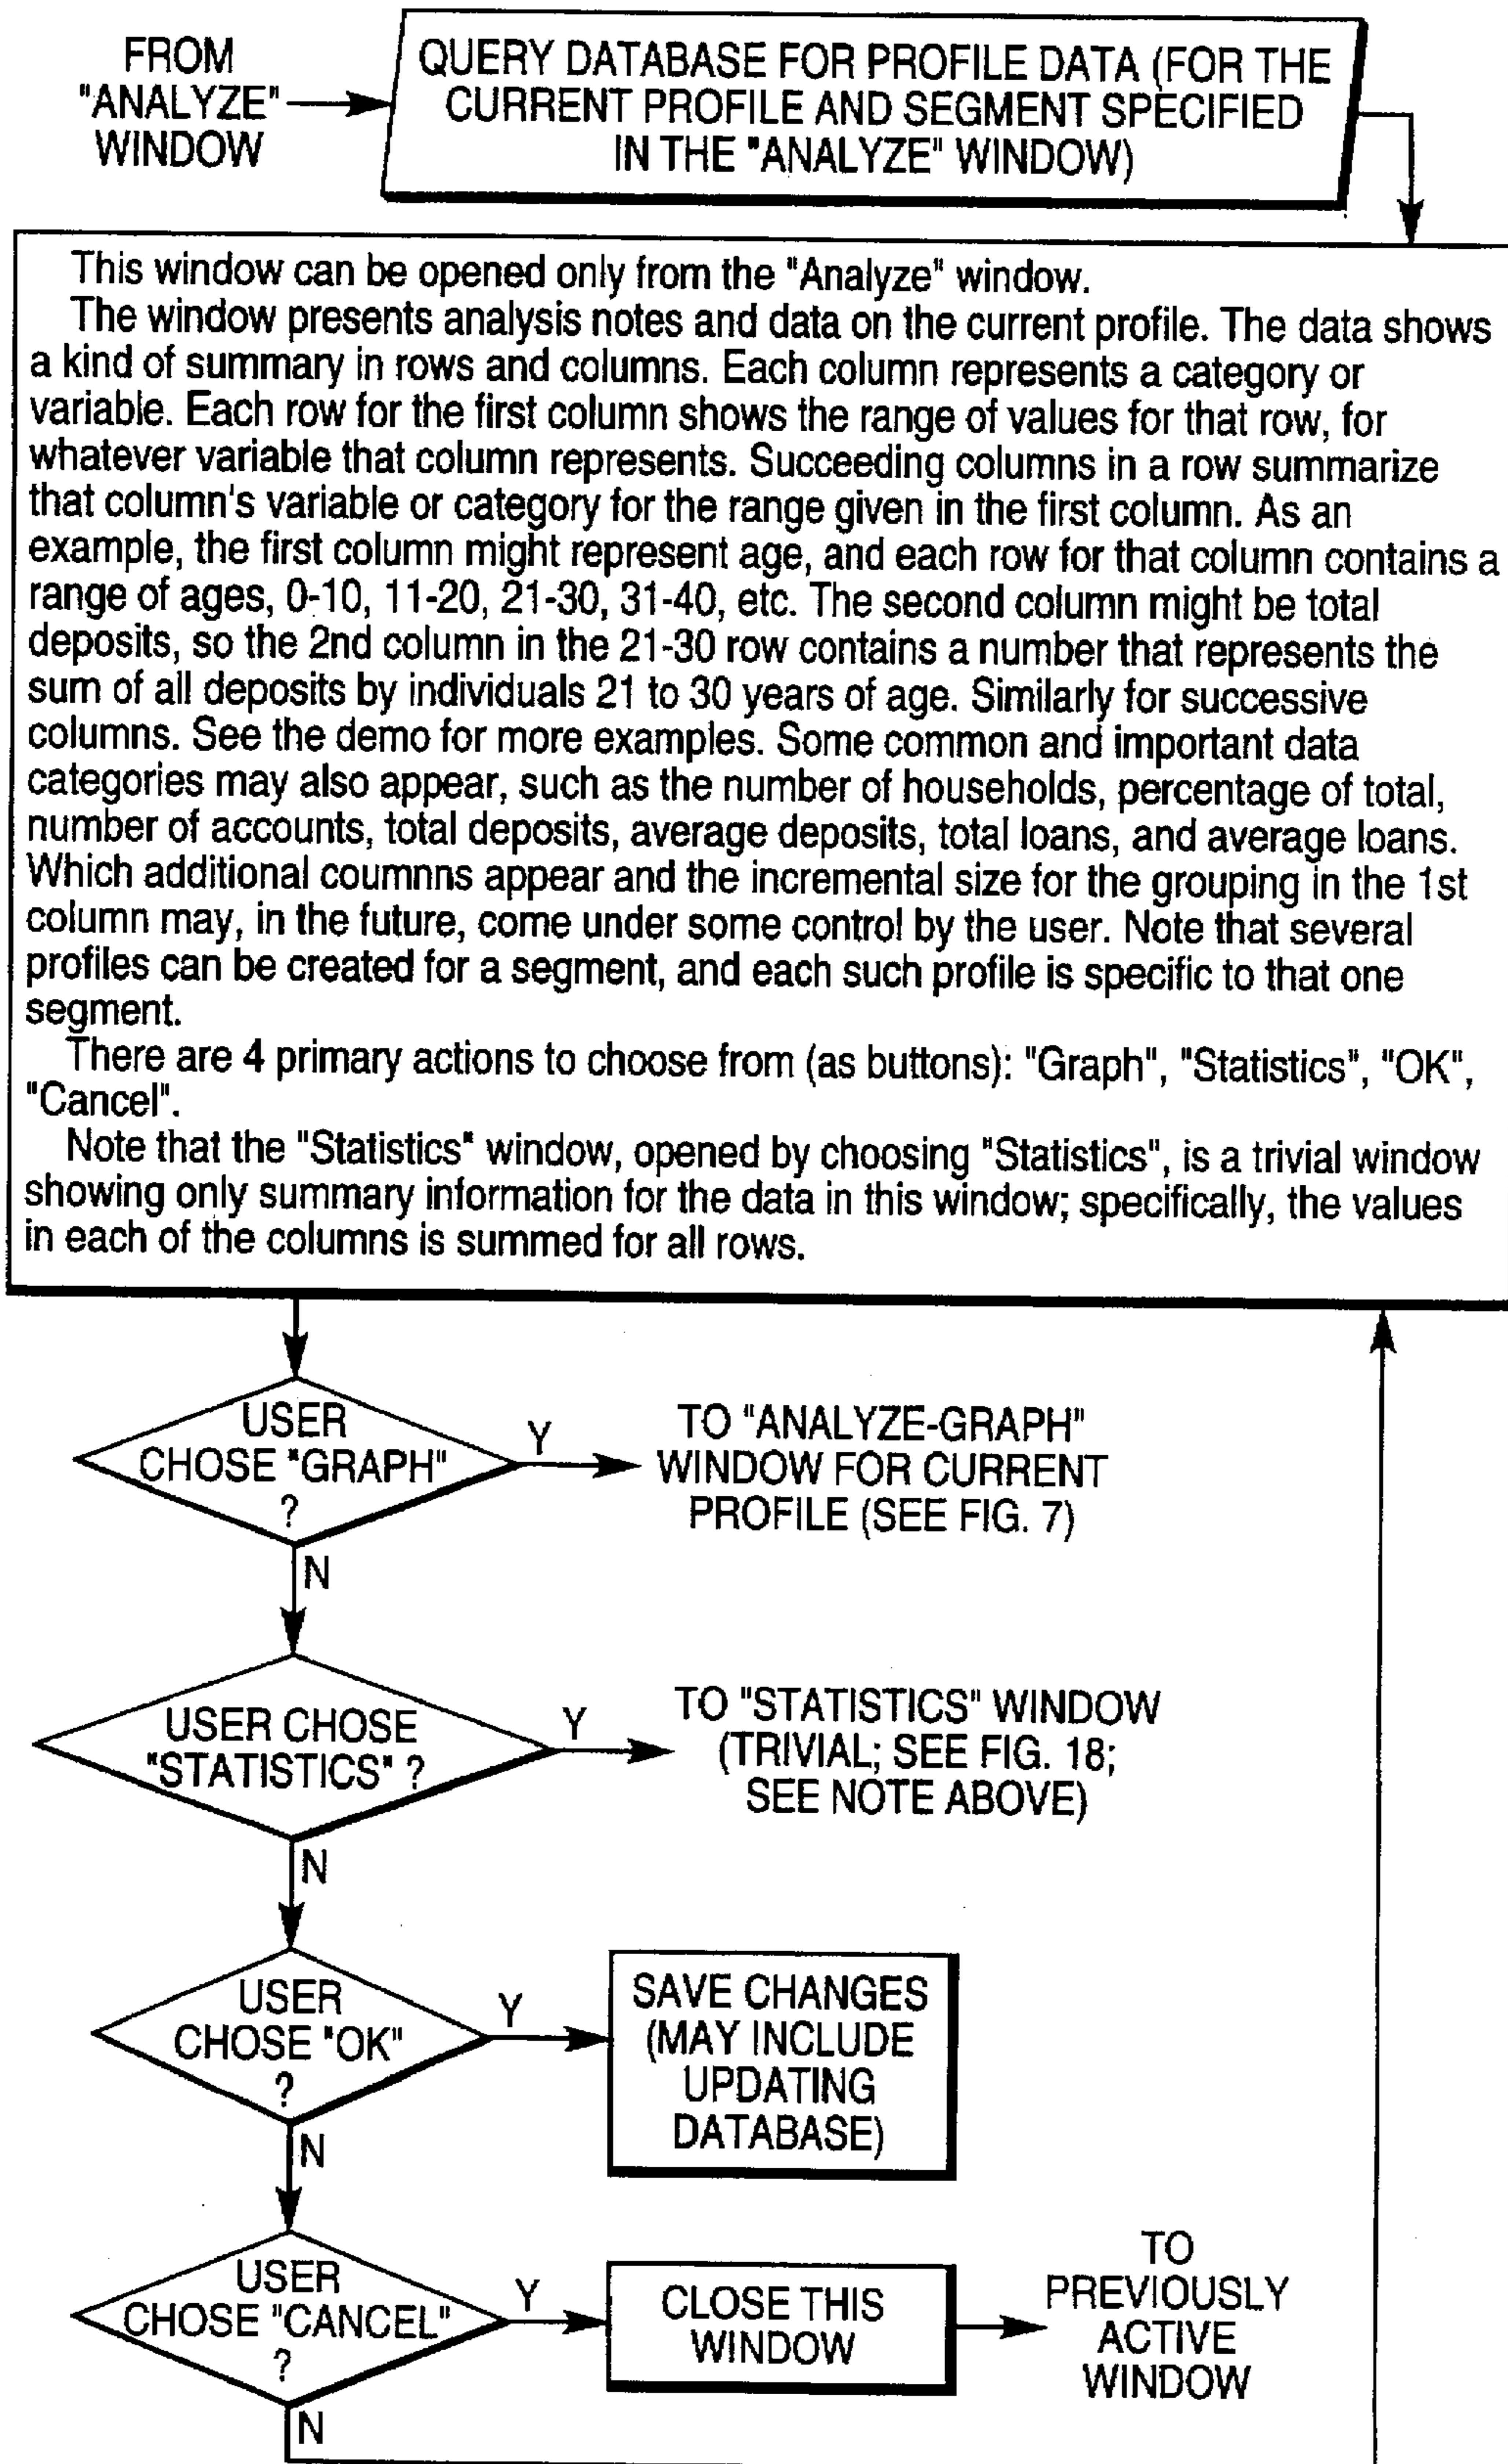 FROM
"ANALYZE"
WINDOW
QUERY DATABASE FOR PROFILE DATA (FOR THE
CURRENT PROFILE AND SEGMENT SPECIFIED
IN THE "ANALYZE" WINDOW)
This window can be opened only from the "Analyze" window.
The window presents analysis notes and data on the current profile. The data shows
a kind of summary in rows and columns. Each column represents a category or
variable. Each row for the first column shows the range of values for that row, for
whatever variable that column represents. Succeeding columns in a row summarize
that column's variable or category for the range given in the first column. As an
example, the first column might represent age, and each row for that column contains a
range of ages, 0-10, 11-20, 21-30, 31-40, etc. The second column might be total
deposits, so the 2nd column in the 21-30 row contains a number that represents the
sum of all deposits by individuals 21 to 30 years of age. Similarly for successive
columns. See the demo for more examples. Some common and important data
categories may also appear, such as the number of households, percentage of total,
number of accounts, total deposits, average deposits, total loans, and average loans.
Which additional coumnns appear and the incremental size for the grouping in the 1st
column may, in the future, come under some control by the user. Note that several
profiles can be created for a segment, and each such profile is specific to that one
segment.
There are 4 primary actions to choose from (as buttons): "Graph", "Statistics", "OK",
"Cancel".
Note that the "Statistics" window, opened by choosing "Statistics", is a trivial window
showing only summary information for the data in this window; specifically, the values
in each of the columns is summed for all rows.
USER
CHOSE "GRAPH"
?
Y
TO "ANALYZE-GRAPH"
WINDOW FOR CURRENT
PROFILE (SEE FIG. 7)
N
USER CHOSE
"STATISTICS" ?
Y
TO "STATISTICS" WINDOW
(TRIVIAL; SEE FIG. 18;
SEE NOTE ABOVE)
N
USER
CHOSE "OK"
?
Y
SAVE CHANGES
(MAY INCLUDE
UPDATING
DATABASE)
N
USER
CHOSE "CANCEL"
?
Y
CLOSE THIS
WINDOW
TO
PREVIOUSLY
ACTIVE
WINDOW
N